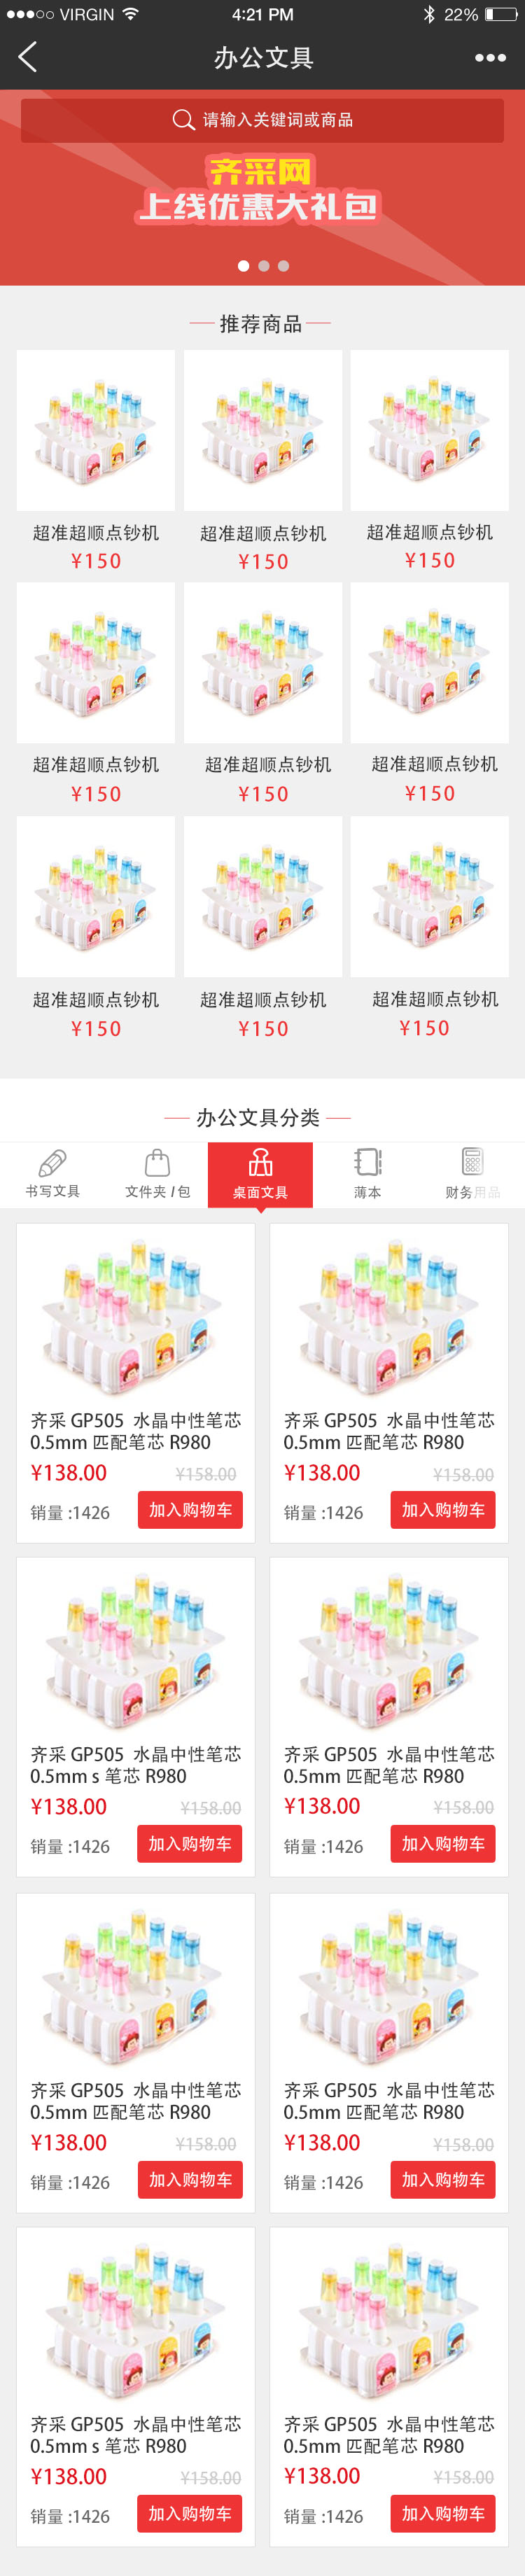 VIRGIN 4:21 PM 22%
办公文具
请输入关键词或商品
齐采网
上线优惠大礼包
推荐商品
超准超顺点钞机 超准超顺点钞机 超准超顺点钞机
¥150 ¥150 ¥150
超准超顺点钞机 超准超顺点钞机 超准超顺点钞机
¥150 ¥150 ¥150
超准超顺点钞机 超准超顺点钞机 超准超顺点钞机
¥150 ¥150 ¥150
办公文具分类
书写文具 文件夹 / 包 桌面文具 薄本 财务用品
齐采 GP505 水晶中性笔芯 齐采 GP505 水晶中性笔芯
0.5mm 匹配笔芯 R980 0.5mm 匹配笔芯 R980
¥138.00 ¥158.00 ¥138.00 ¥158.00
销量 :1426 加入购物车 销量 :1426 加入购物车
齐采 GP505 水晶中性笔芯 齐采 GP505 水晶中性笔芯
0.5mm s 笔芯 R980 0.5mm 匹配笔芯 R980
¥138.00 ¥158.00 ¥138.00 ¥158.00
销量 :1426 加入购物车 销量 :1426 加入购物车
齐采 GP505 水晶中性笔芯 齐采 GP505 水晶中性笔芯
0.5mm 匹配笔芯 R980 0.5mm 匹配笔芯 R980
¥138.00 ¥158.00 ¥138.00 ¥158.00
销量 :1426 加入购物车 销量 :1426 加入购物车
齐采 GP505 水晶中性笔芯 齐采 GP505 水晶中性笔芯
0.5mm s 笔芯 R980 0.5mm 匹配笔芯 R980
¥138.00 ¥158.00 ¥138.00 ¥158.00
销量 :1426 加入购物车 销量 :1426 加入购物车